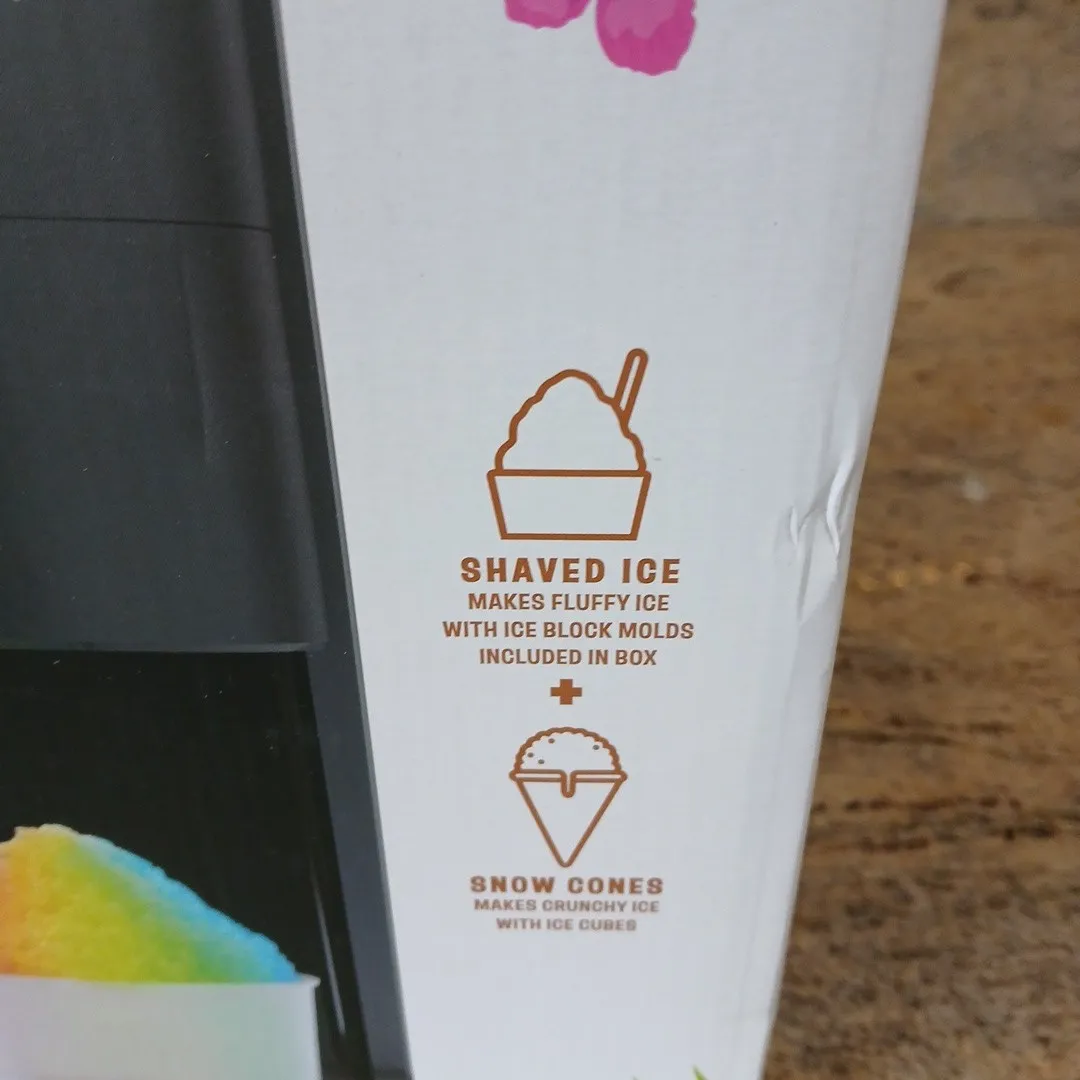 SHAVED ICE
MAKES FLUFFY ICE
WITH ICE BLOCK MOLDS
INCLUDED IN BOX
SNOW CONES
MAKES CRUNCHY ICE
WITH ICE CUBES